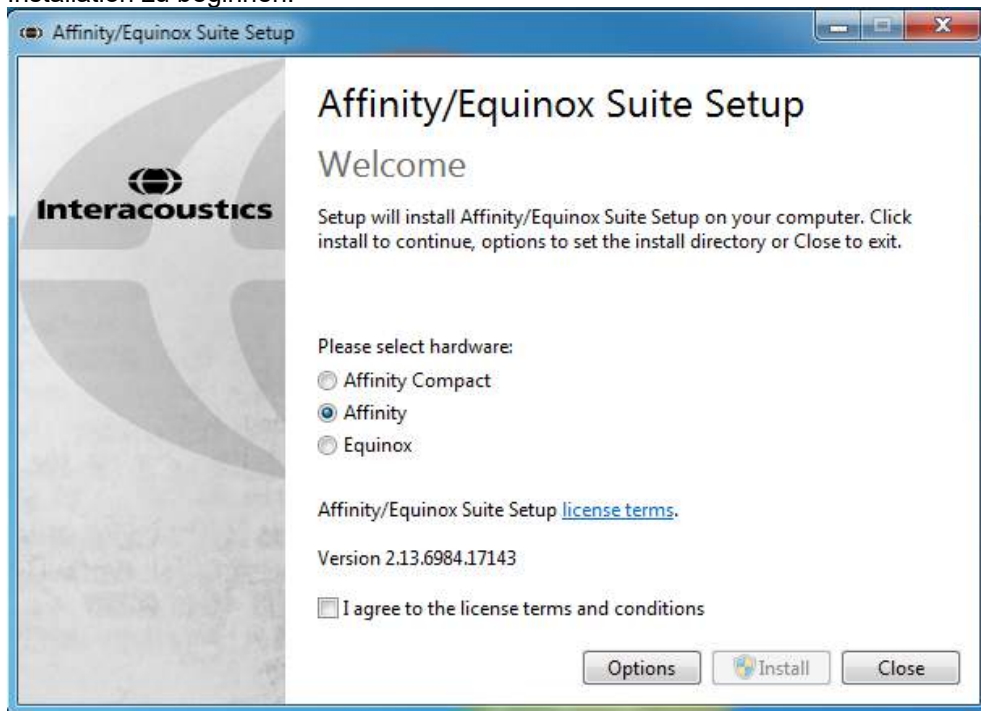 Installation zu beginnen.
Affinity/Equinox Suite Setup
Affinity/Equinox Suite Setup
Welcome
Interacoustics
Setup will install Affinity/Equinox Suite Setup on your computer. Click
install to continue, options to set the install directory or Close to exit.
Please select hardware:
Affinity Compact
Affinity
Equinox
Affinity/Equinox Suite Setup license terms.
Version 2.13.6984.17143
I agree to the license terms and conditions
Options Install Close